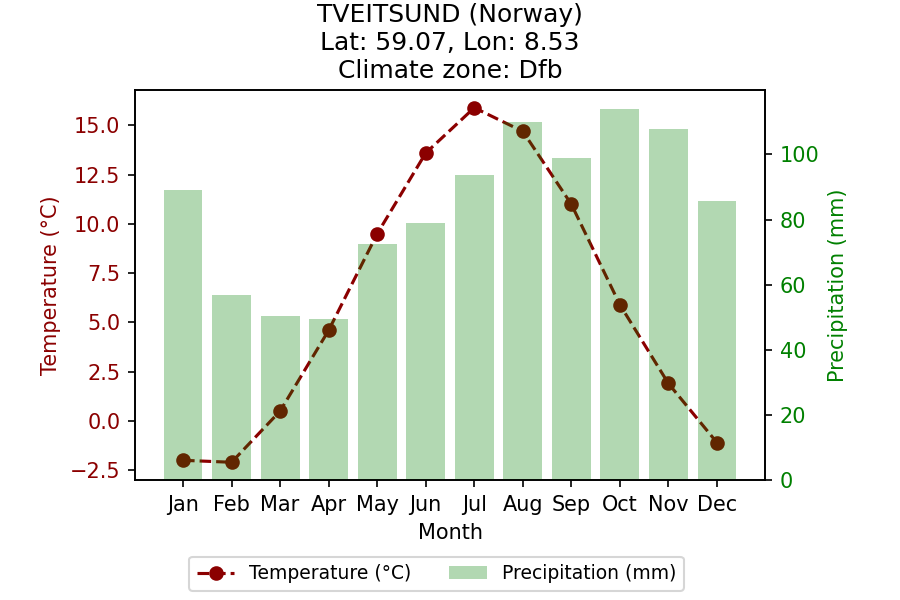 TVEITSUND (Norway)
Lat: 59.07, Lon: 8.53
Climate zone: Dfb
Temperature (°C)
15.0
12.5
10.0
7.5
5.0
2.5
0.0
−2.5
100
80
60
40
20
0
Precipitation (mm)
Jan Feb Mar Apr May Jun Jul Aug Sep Oct Nov Dec
Month
Temperature (°C) Precipitation (mm)